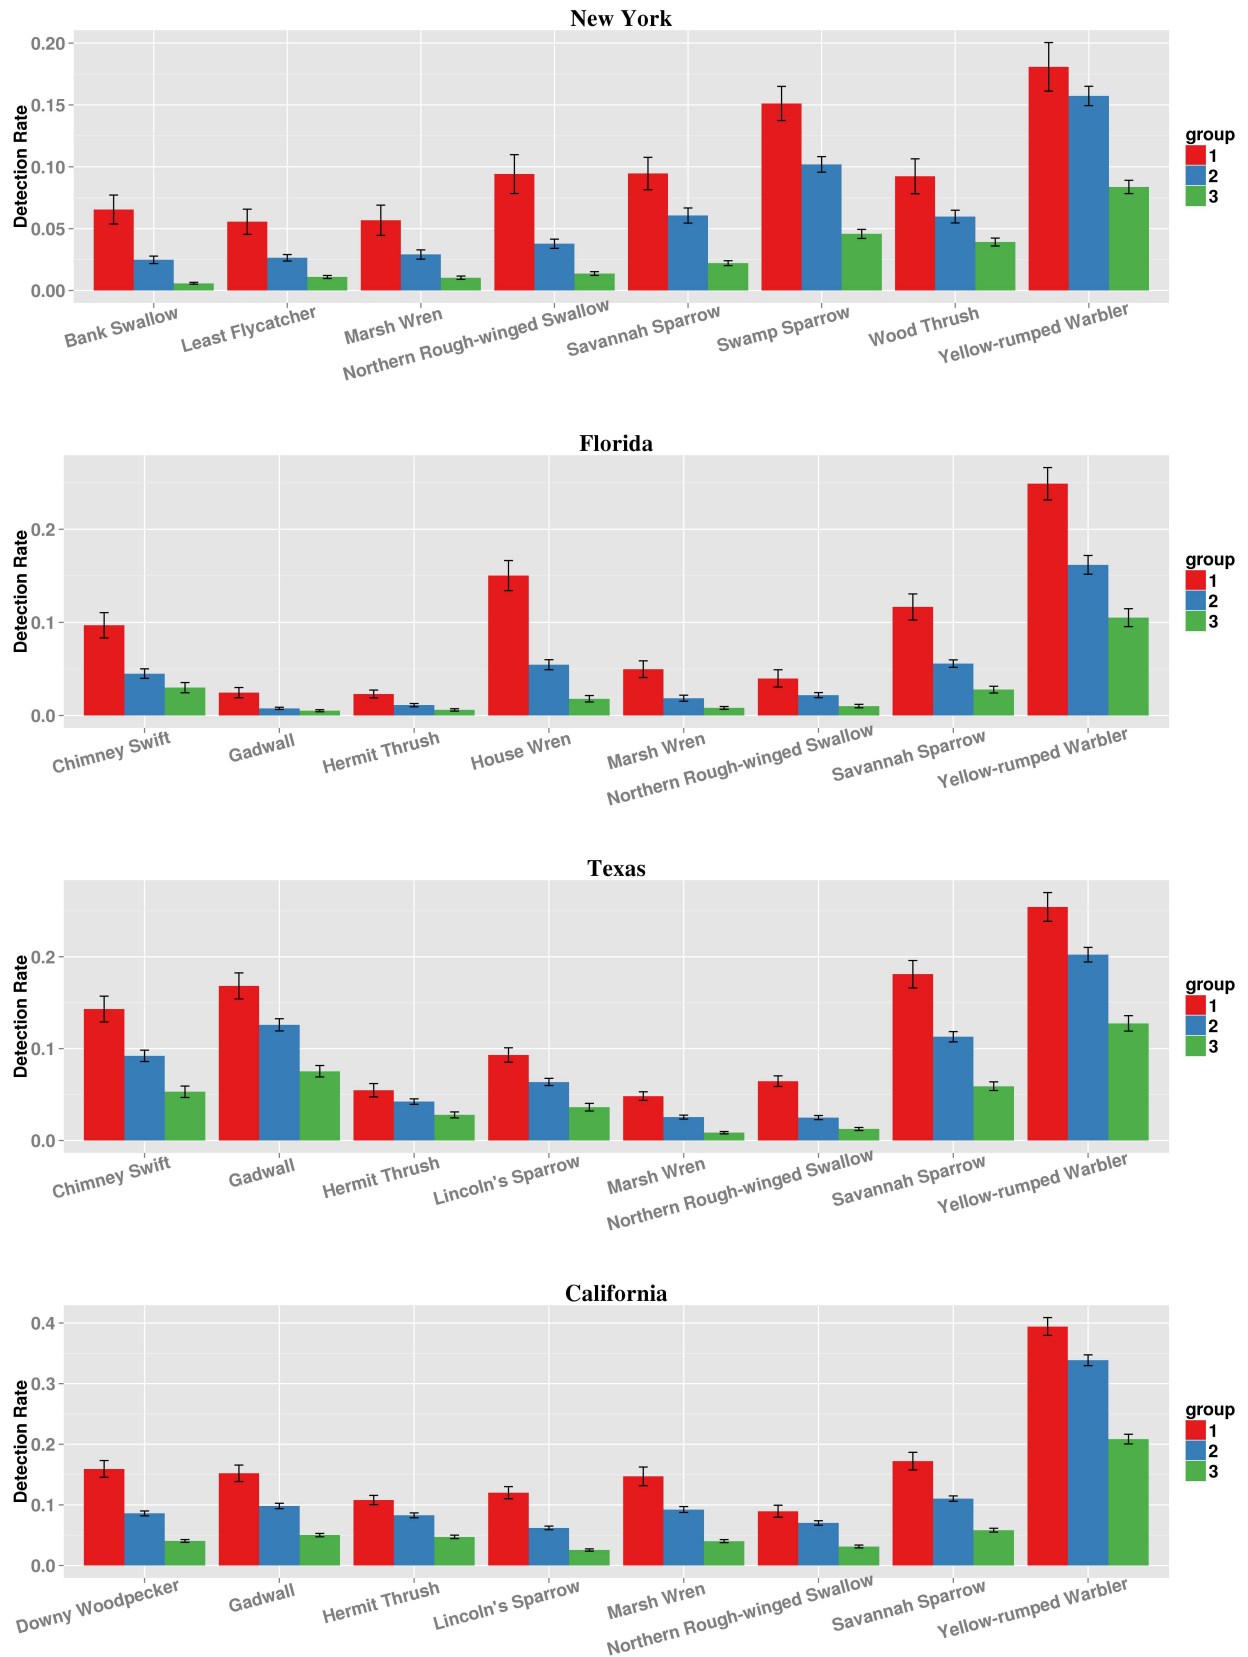 New York
Detection Rate
0.20
0.15
0.10
0.05
0.00
Bank Swallow
Least Flycatcher
Marsh Wren
Northern Rough-winged Swallow
Savannah Sparrow
Swamp Sparrow
Wood Thrush
Yellow-rumped Warbler
group
1
2
3
Florida
Detection Rate
0.2
0.1
0.0
Chimney Swift
Gadwall
Hermit Thrush
House Wren
Marsh Wren
Northern Rough-winged Swallow
Savannah Sparrow
Yellow-rumped Warbler
group
1
2
3
Texas
Detection Rate
0.2
0.1
0.0
Chimney Swift
Gadwall
Hermit Thrush
Lincoln's Sparrow
Marsh Wren
Northern Rough-winged Swallow
Savannah Sparrow
Yellow-rumped Warbler
group
1
2
3
California
Detection Rate
0.4
0.3
0.2
0.1
0.0
Downy Woodpecker
Gadwall
Hermit Thrush
Lincoln's Sparrow
Marsh Wren
Northern Rough-winged Swallow
Savannah Sparrow
Yellow-rumped Warbler
group
1
2
3